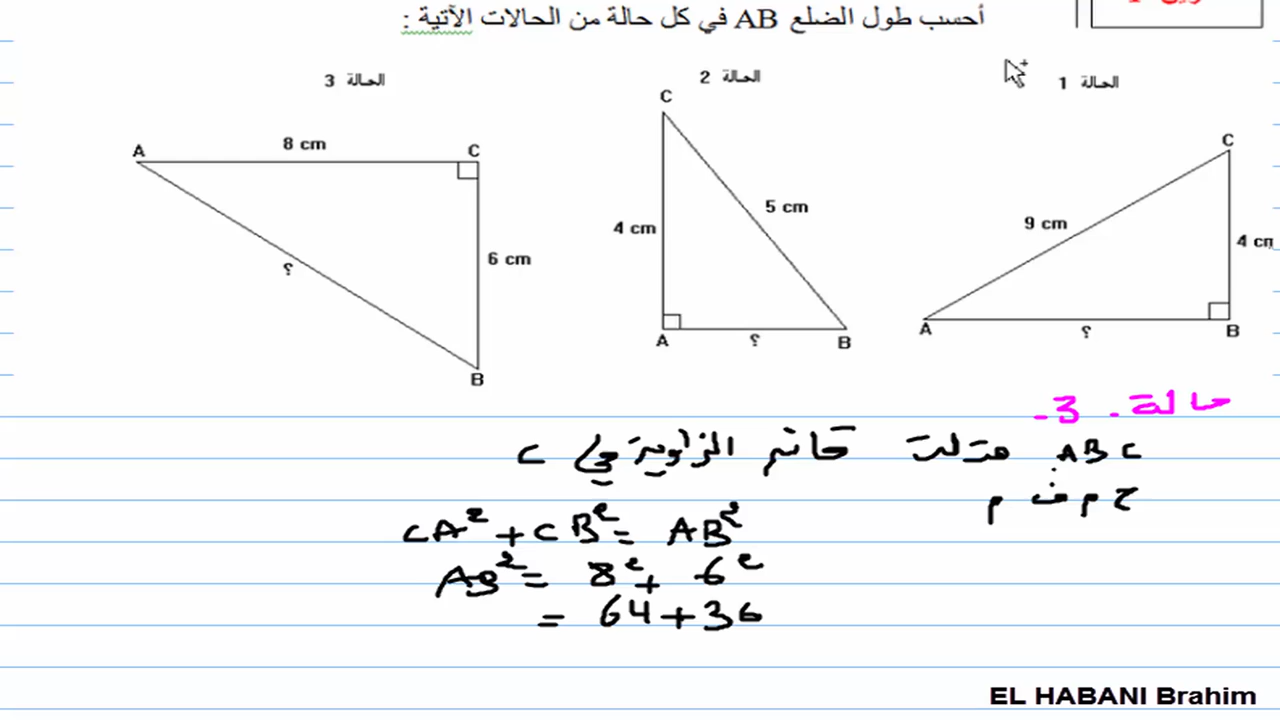 أحسب طول الضلع AB في كل حالة من الحالات الآتية :
الحالة 1
C
9 cm
4 cm
A
؟
B
الحالة 2
C
4 cm
5 cm
A
؟
B
الحالة 3
A
8 cm
C
6 cm
؟
B
حالة 3
ABC مثلث قائم الزاوية في C
ح م ف م
CA² + CB² = AB²
AB² = 8² + 6²
= 64 + 36
EL HABANI Brahim